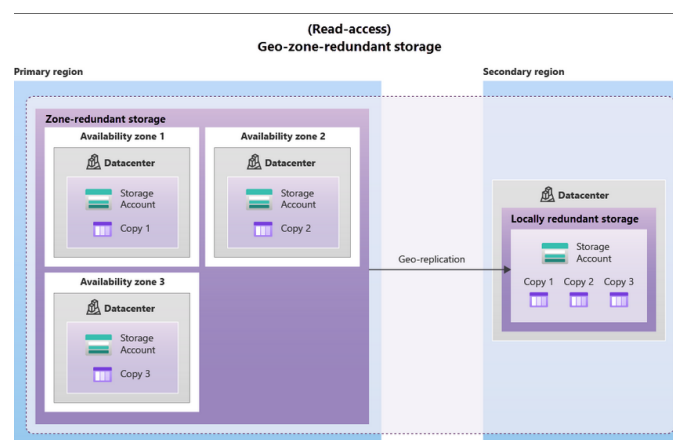 (Read-access)
Geo-zone-redundant storage
Primary region
Secondary region
Zone-redundant storage
Availability zone 1
Datacenter
Storage
Account
Copy 1
Availability zone 2
Datacenter
Storage
Account
Copy 2
Availability zone 3
Datacenter
Storage
Account
Copy 3
Geo-replication
Datacenter
Locally redundant storage
Storage
Account
Copy 1 Copy 2 Copy 3